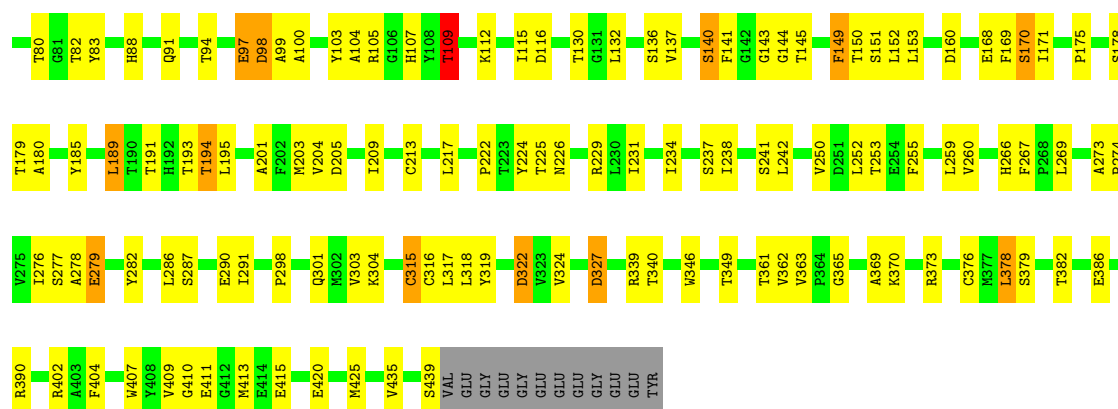 T80 G81 T82 Y83 H88 Q91 T94 E97 D98 A99 A100 Y103 A104 R105 G106 H107 Y108 T109 K112 I115 D116 T130 G131 L132 S136 V137 S140 F141 G142 G143 G144 T145 F149 T150 S151 L152 L153 D160 E168 F169 S170 I171 P175 S178
T179 A180 Y185 L189 T190 T191 H192 T193 T194 L195 A201 F202 M203 V204 D205 I209 C213 L217 P222 T223 Y224 T225 N226 R229 L230 I231 I234 S237 I238 S241 L242 V250 D251 L252 T253 E254 F255 L259 V260 H266 F267 P268 L269 A273 P274
V275 I276 S277 A278 E279 Y282 L286 S287 E290 I291 P298 Q301 M302 V303 K304 C315 C316 L317 L318 Y319 D322 V323 V324 D327 R339 T340 W346 T349 T361 V362 V363 P364 G365 A369 K370 R373 C376 M377 L378 S379 T382 E386
R390 R402 A403 F404 W407 Y408 V409 G410 E411 G412 M413 E414 E415 E420 M425 V435 S439 VAL GLU GLY GLU GLU GLY GLU GLU GLU GLY GLU GLU TYR